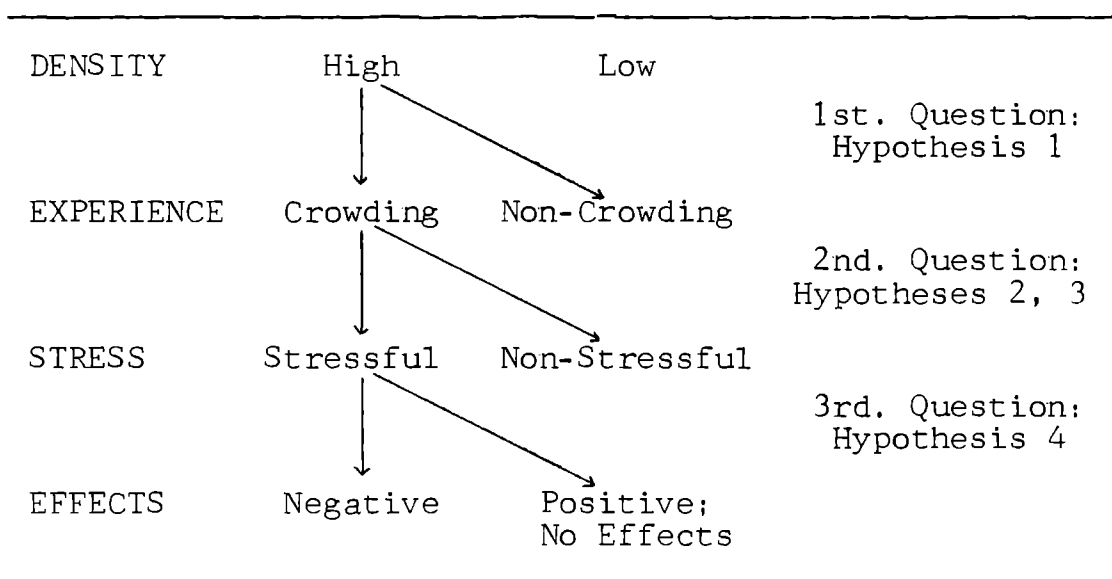 DENSITY High Low
1st. Question:
Hypothesis 1
EXPERIENCE Crowding Non-Crowding
2nd. Question:
Hypotheses 2, 3
STRESS Stressful Non-Stressful
3rd. Question:
Hypothesis 4
EFFECTS Negative Positive;
No Effects